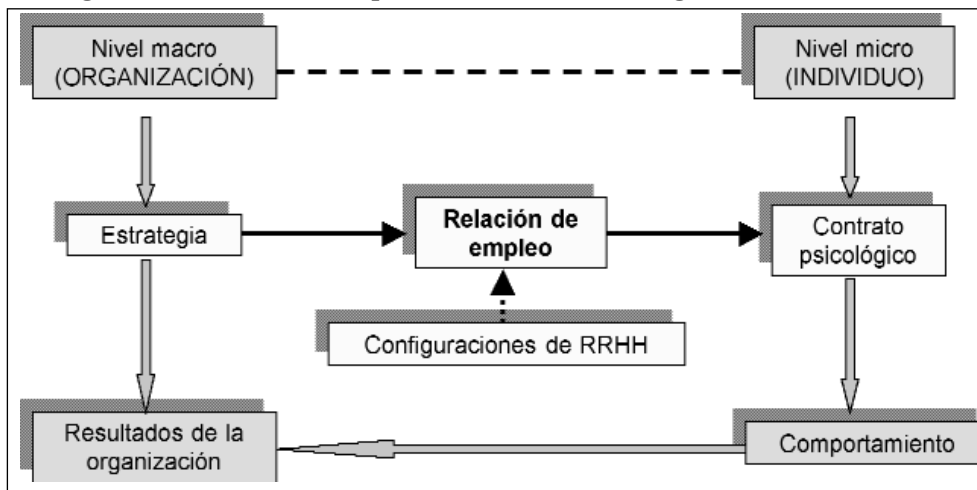 Nivel macro
(ORGANIZACIÓN)
Nivel micro
(INDIVIDUO)
Estrategia
Relación de
empleo
Contrato
psicológico
Configuraciones de RRHH
Resultados de la
organización
Comportamiento